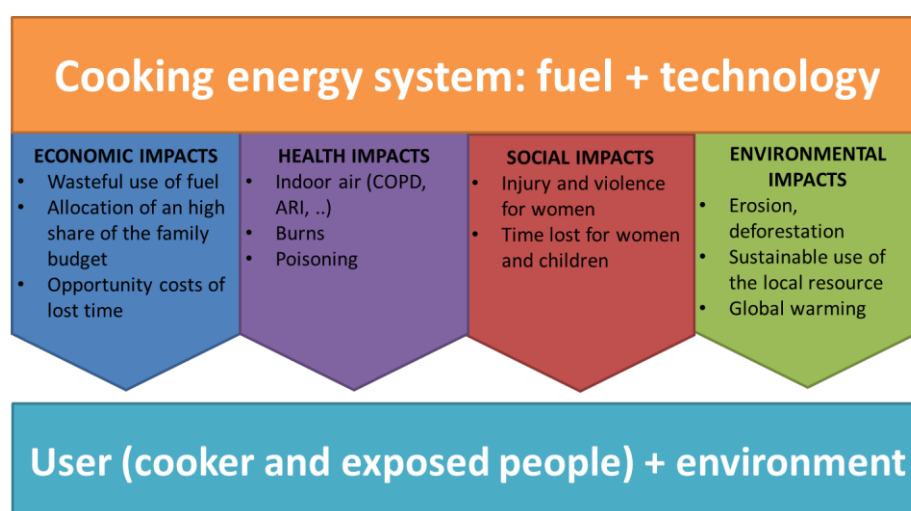 Cooking energy system: fuel + technology
ECONOMIC IMPACTS
• Wasteful use of fuel
• Allocation of an high
share of the family
budget
• Opportunity costs of
lost time
HEALTH IMPACTS
• Indoor air (COPD,
ARI, ..)
• Burns
• Poisoning
SOCIAL IMPACTS
• Injury and violence
for women
• Time lost for women
and children
ENVIRONMENTAL
IMPACTS
• Erosion,
deforestation
• Sustainable use of
the local resource
• Global warming
User (cooker and exposed people) + environment